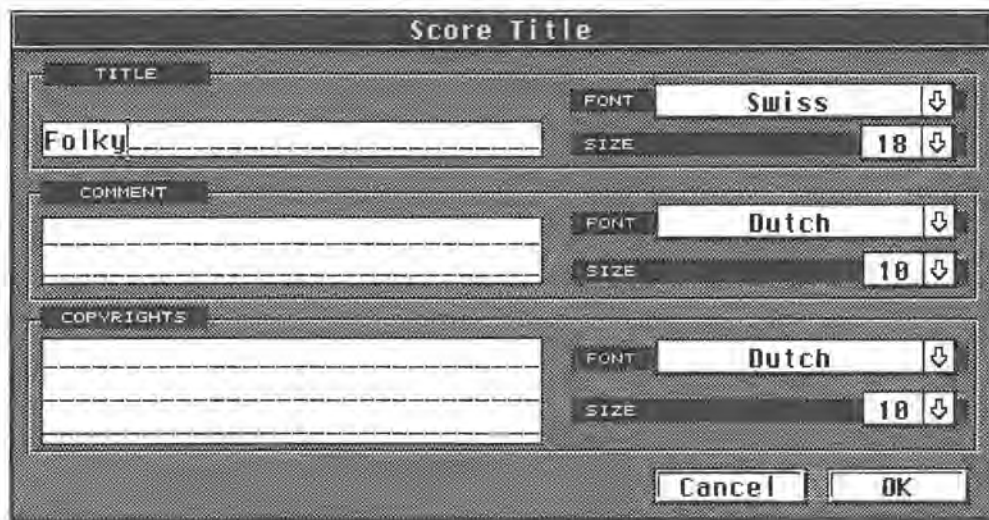 Score Title
TITLE
FONT Swiss
Folky
SIZE 18
COMMENT
FONT Dutch
SIZE 10
COPYRIGHTS
FONT Dutch
SIZE 10
Cancel OK